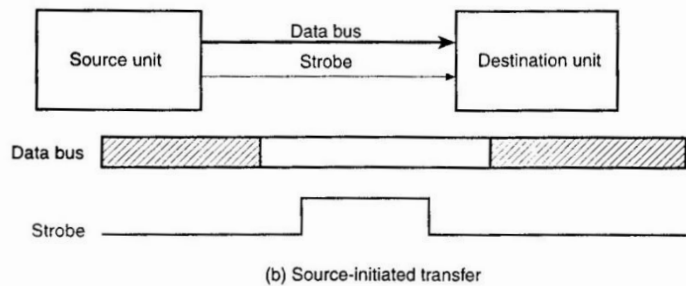 Data bus
Source unit
Strobe
Destination unit
Data bus
Strobe
(b) Source-initiated transfer